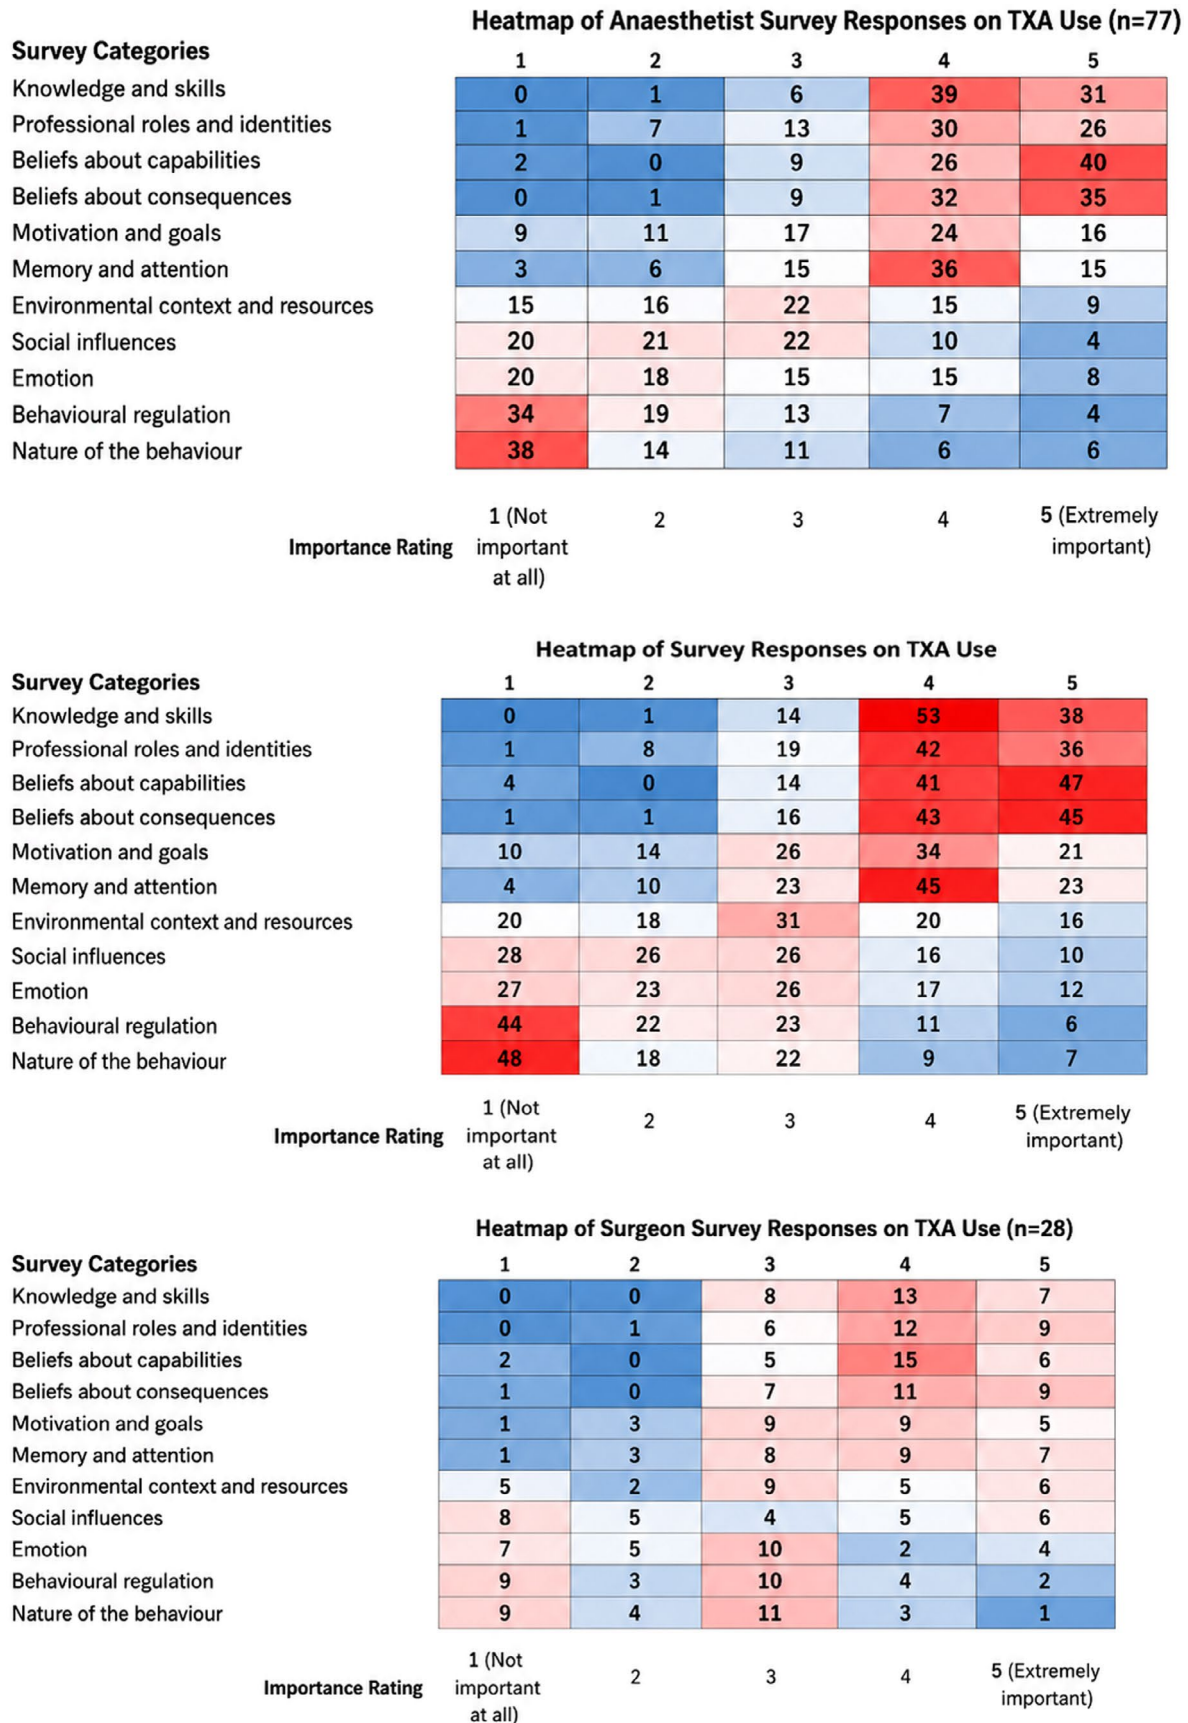 Heatmap of Anaesthetist Survey Responses on TXA Use (n=77)
Survey Categories 1 2 3 4 5
Knowledge and skills 0 1 6 39 31
Professional roles and identities 1 7 13 30 26
Beliefs about capabilities 2 0 9 26 40
Beliefs about consequences 0 1 9 32 35
Motivation and goals 9 11 17 24 16
Memory and attention 3 6 15 36 15
Environmental context and resources 15 16 22 15 9
Social influences 20 21 22 10 4
Emotion 20 18 15 15 8
Behavioural regulation 34 19 13 7 4
Nature of the behaviour 38 14 11 6 6
Importance Rating
1 (Not
important
at all)
2
3
4
5 (Extremely
important)
Heatmap of Survey Responses on TXA Use
Survey Categories 1 2 3 4 5
Knowledge and skills 0 1 14 53 38
Professional roles and identities 1 8 19 42 36
Beliefs about capabilities 4 0 14 41 47
Beliefs about consequences 1 1 16 43 45
Motivation and goals 10 14 26 34 21
Memory and attention 4 10 23 45 23
Environmental context and resources 20 18 31 20 16
Social influences 28 26 26 16 10
Emotion 27 23 26 17 12
Behavioural regulation 44 22 23 11 6
Nature of the behaviour 48 18 22 9 7
Importance Rating
1 (Not
important
at all)
2
3
4
5 (Extremely
important)
Heatmap of Surgeon Survey Responses on TXA Use (n=28)
Survey Categories 1 2 3 4 5
Knowledge and skills 0 0 8 13 7
Professional roles and identities 0 1 6 12 9
Beliefs about capabilities 2 0 5 15 6
Beliefs about consequences 1 0 7 11 9
Motivation and goals 1 3 9 9 5
Memory and attention 1 3 8 9 7
Environmental context and resources 5 2 9 5 6
Social influences 8 5 4 5 6
Emotion 7 5 10 2 4
Behavioural regulation 9 3 10 4 2
Nature of the behaviour 9 4 11 3 1
Importance Rating
1 (Not
important
at all)
2
3
4
5 (Extremely
important)